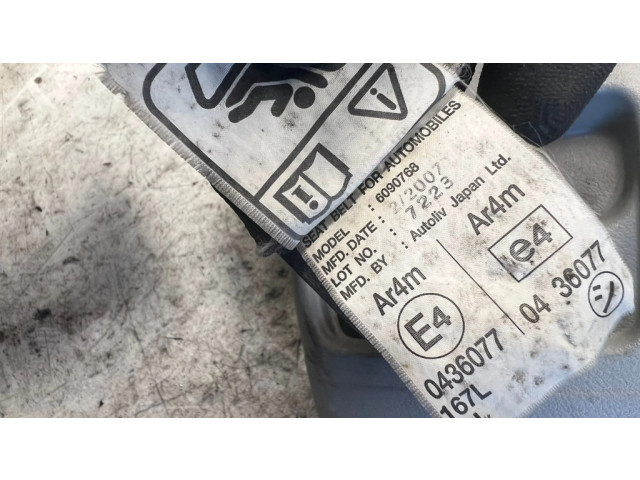 SEAT BELT FOR AUTOMOBILES
MODEL : 6090768
MFD. DATE : 2/2007
LOT NO. : 7223
MFD. BY : Autoliv Japan Ltd.
Ar4m
E4
0436077
167L
Ar4m
e4
04 36077
シ